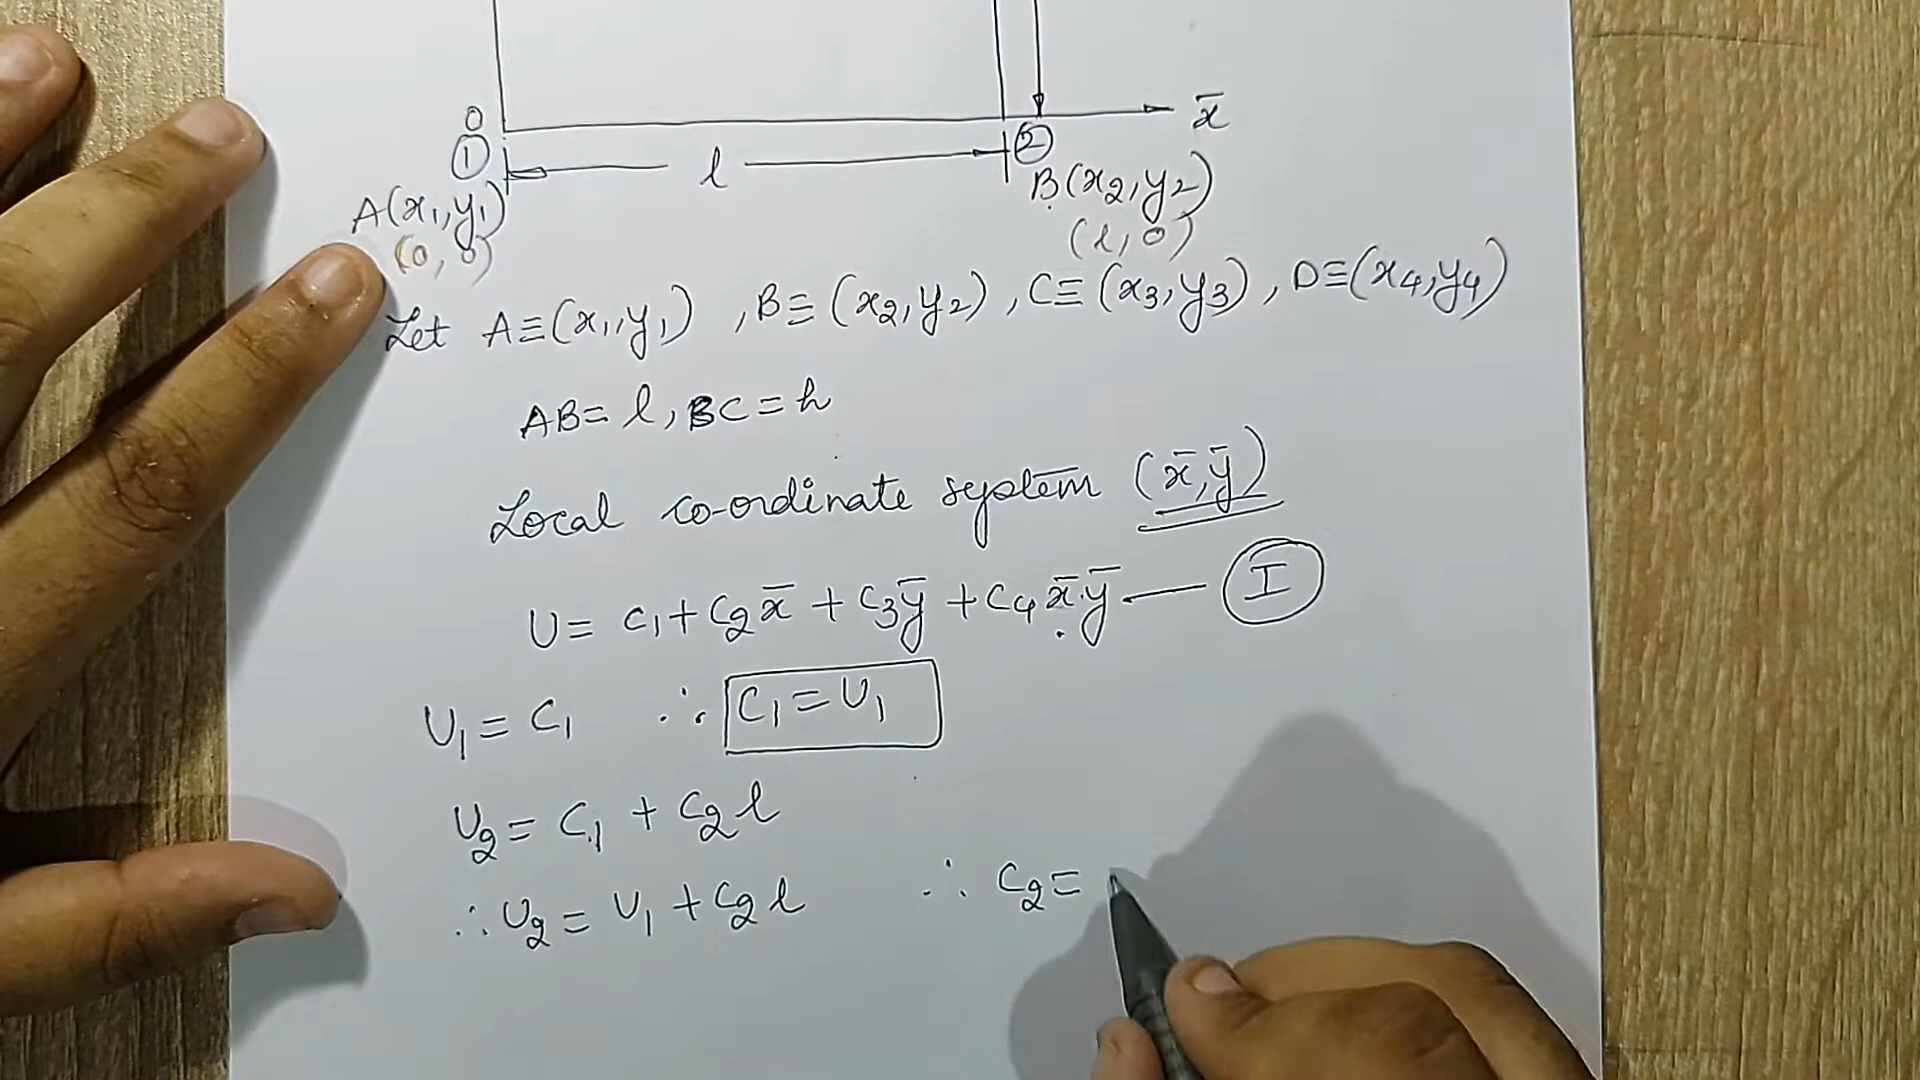 0
x̄
① l ②
A(x₁,y₁) B(x₂,y₂)
(0,0) (l,0)
Let A≡(x₁,y₁) ,B≡(x₂,y₂) ,C≡(x₃,y₃) ,D≡(x₄,y₄)
AB=l, BC=h
Local co-ordinate system (x̄,ȳ)
U= C₁+C₂x̄ +C₃ȳ +C₄x̄.ȳ — Ⓘ
U₁=C₁ ∴ C₁=U₁
U₂=C₁ + C₂l
∴U₂=U₁+C₂l ∴ C₂=